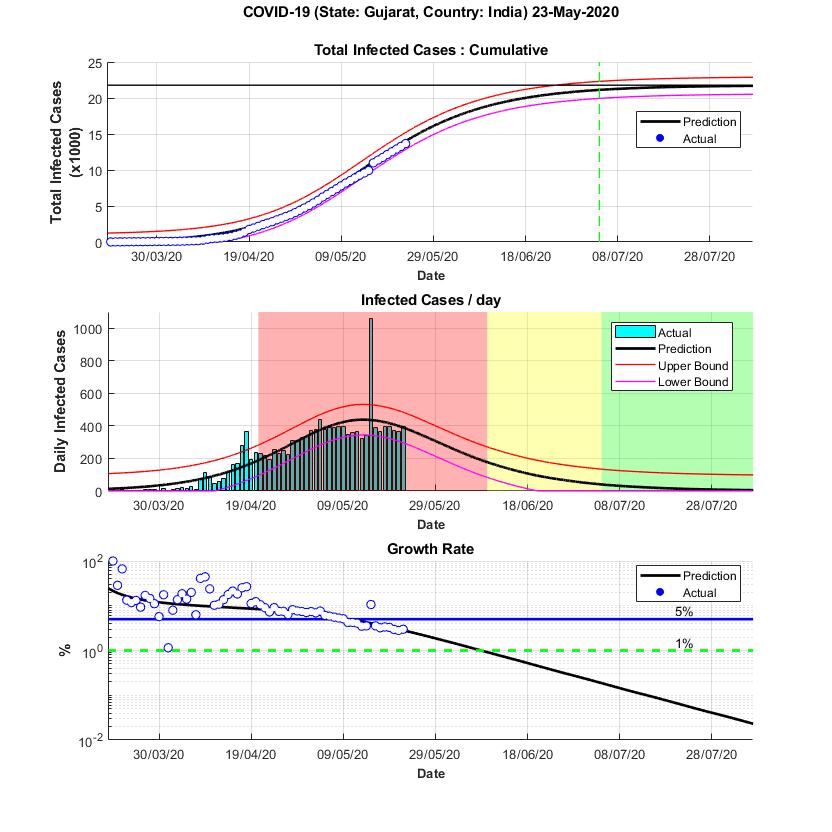 COVID-19 (State: Gujarat, Country: India) 23-May-2020
Total Infected Cases : Cumulative
Total Infected Cases
(x1000)
25
20
15
10
5
0
Prediction
Actual
30/03/20 19/04/20 09/05/20 29/05/20 18/06/20 08/07/20 28/07/20
Date
Infected Cases / day
Daily Infected Cases
1000
800
600
400
200
0
Actual
Prediction
Upper Bound
Lower Bound
30/03/20 19/04/20 09/05/20 29/05/20 18/06/20 08/07/20 28/07/20
Date
Growth Rate
%
10²
10⁰
10⁻²
Prediction
Actual
5%
1%
30/03/20 19/04/20 09/05/20 29/05/20 18/06/20 08/07/20 28/07/20
Date